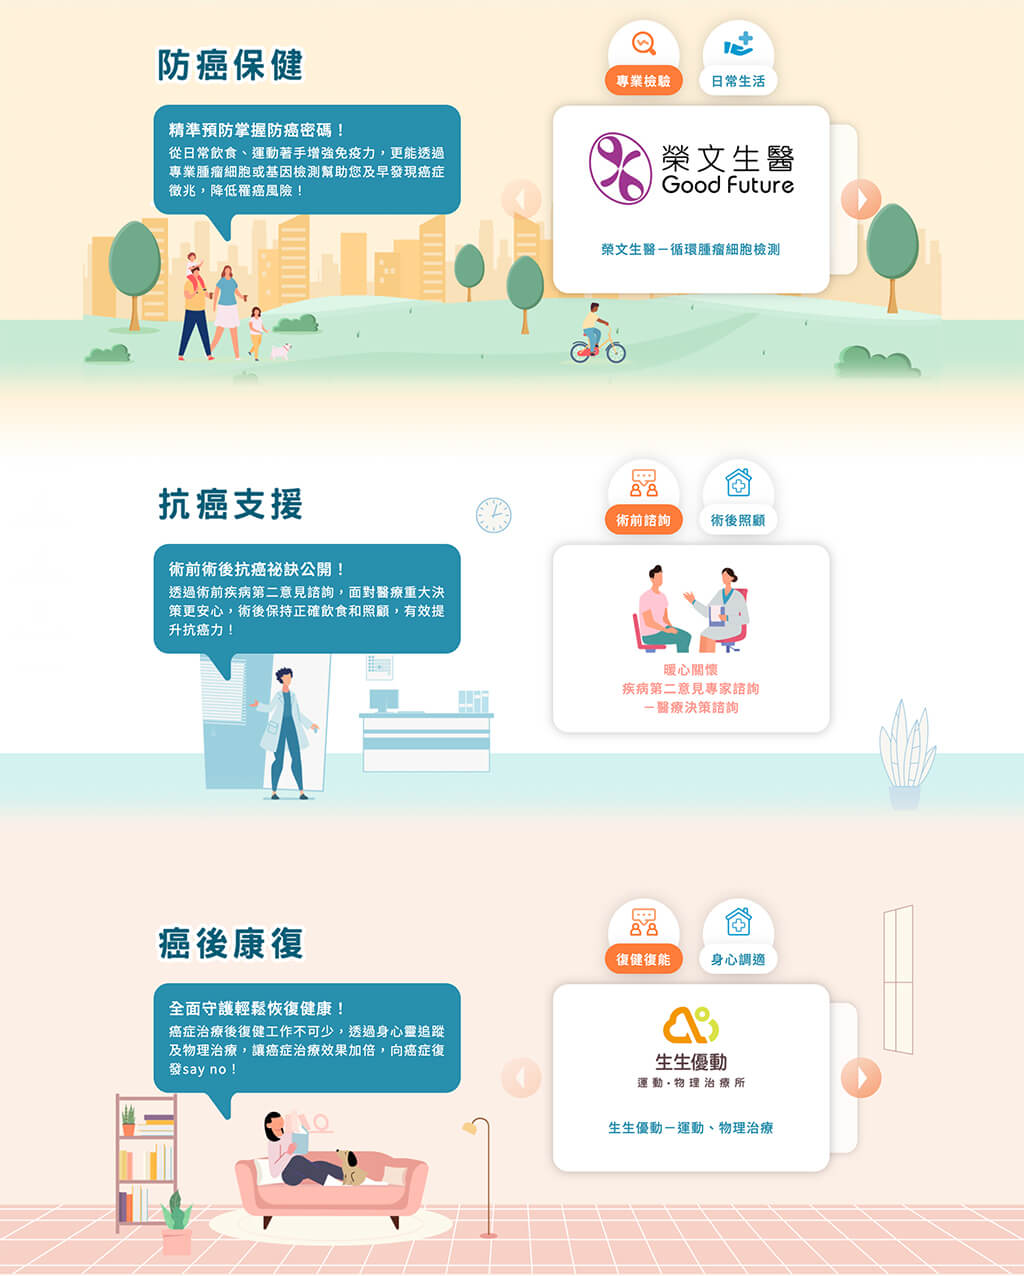 防癌保健
專業檢驗
日常生活
精準預防掌握防癌密碼！
從日常飲食、運動著手增強免疫力，更能透過
專業腫瘤細胞或基因檢測幫助您及早發現癌症
徵兆，降低罹癌風險！
榮文生醫
Good Future
榮文生醫－循環腫瘤細胞檢測
抗癌支援
術前諮詢
術後照顧
術前術後抗癌祕訣公開！
透過術前疾病第二意見諮詢，面對醫療重大決
策更安心，術後保持正確飲食和照顧，有效提
升抗癌力！
暖心關懷
疾病第二意見專家諮詢
－醫療決策諮詢
癌後康復
復健復能
身心調適
全面守護輕鬆恢復健康！
癌症治療後復健工作不可少，透過身心靈追蹤
及物理治療，讓癌症治療效果加倍，向癌症復
發say no！
生生優動
運動·物理治療所
生生優動－運動、物理治療